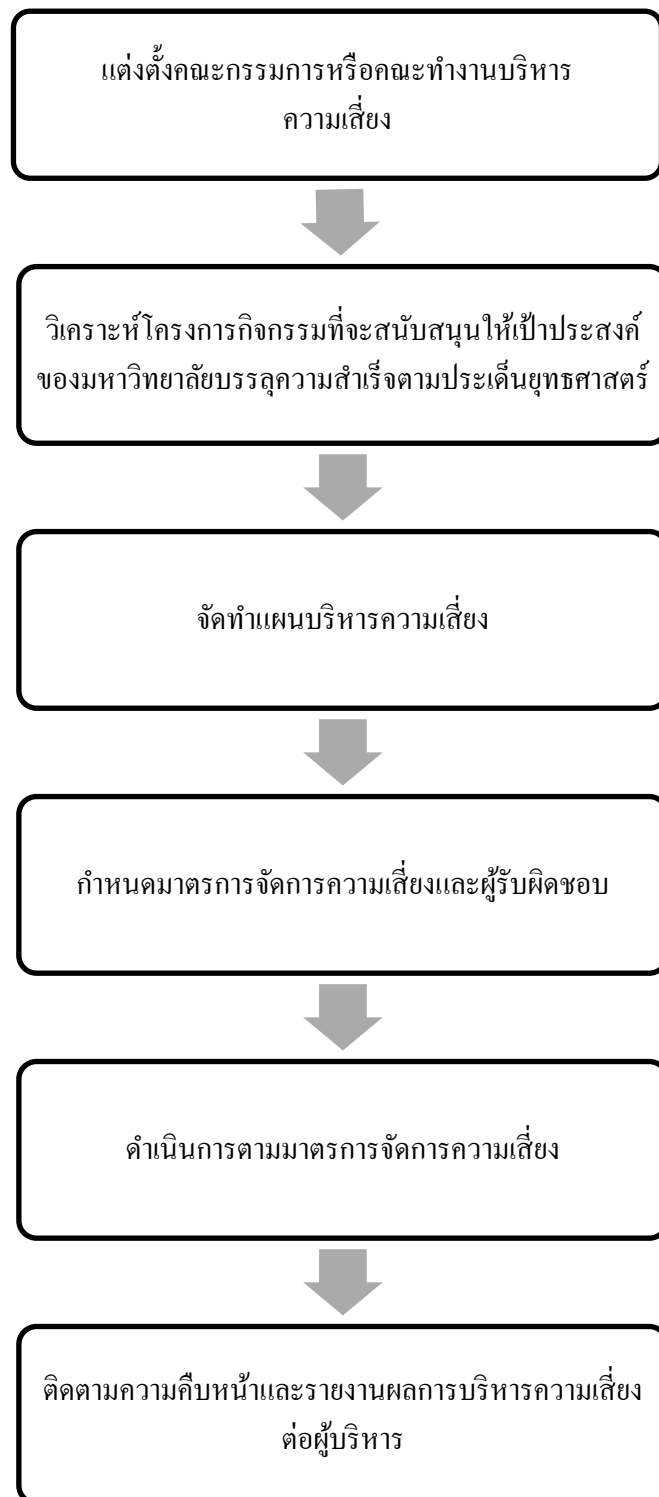 แต่งตั้งคณะกรรมการหรือคณะทำงานบริหาร
ความเสี่ยง
วิเคราะห์โครงการกิจกรรมที่จะสนับสนุนให้เป้าประสงค์
ของมหาวิทยาลัยบรรลุความสำเร็จตามประเด็นยุทธศาสตร์
จัดทำแผนบริหารความเสี่ยง
กำหนดมาตรการจัดการความเสี่ยงและผู้รับผิดชอบ
ดำเนินการตามมาตรการจัดการความเสี่ยง
ติดตามความคืบหน้าและรายงานผลการบริหารความเสี่ยง
ต่อผู้บริหาร